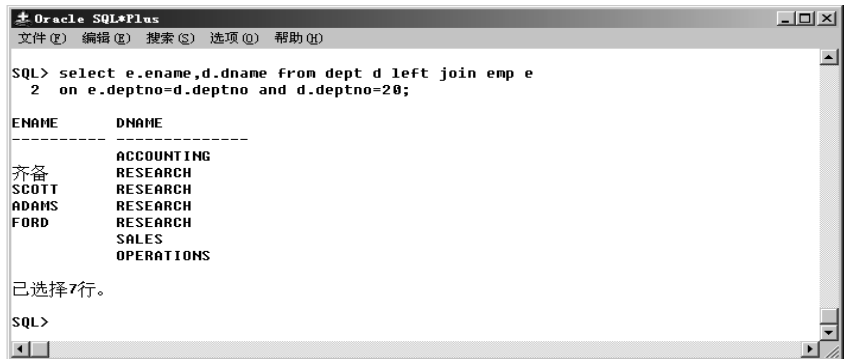 Oracle SQL*Plus
文件(F) 编辑(E) 搜索(S) 选项(O) 帮助(H)
SQL> select e.ename,d.dname from dept d left join emp e
2 on e.deptno=d.deptno and d.deptno=20;
ENAME DNAME
---------- --------------
ACCOUNTING
齐备 RESEARCH
SCOTT RESEARCH
ADAMS RESEARCH
FORD RESEARCH
SALES
OPERATIONS
已选择7行。
SQL>